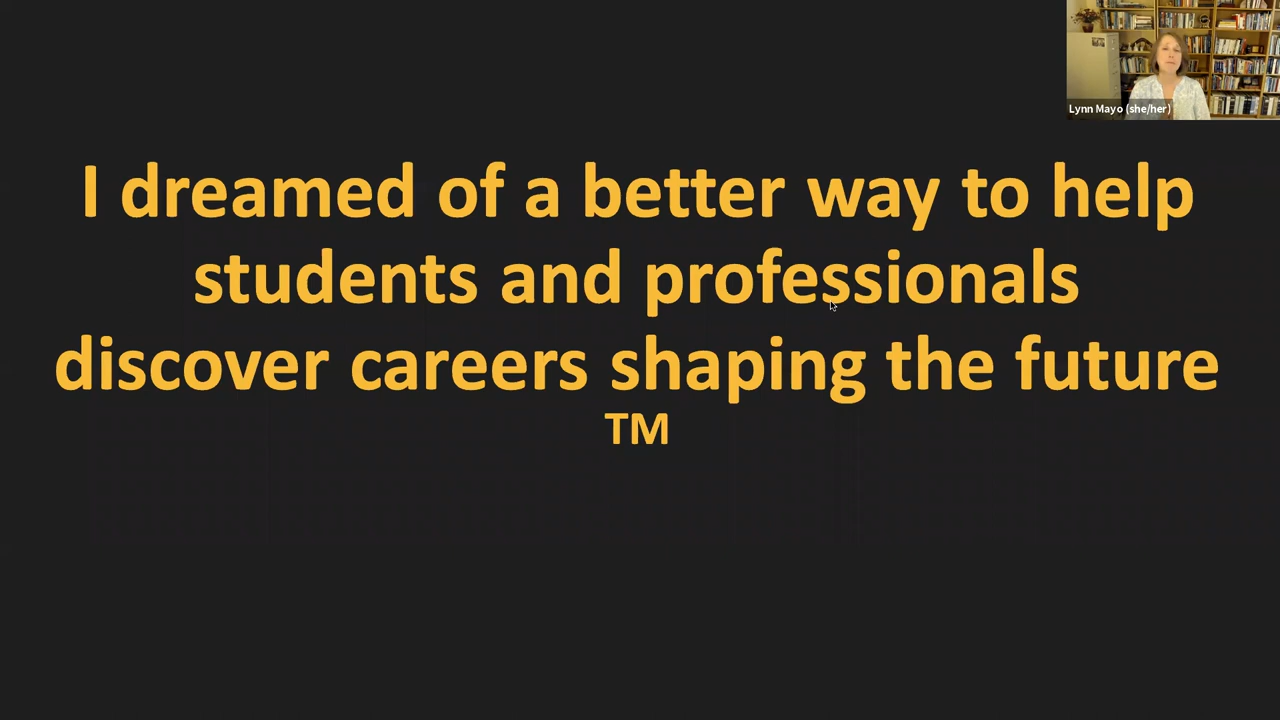 Lynn Mayo (she/her)
I dreamed of a better way to help
students and professionals
discover careers shaping the future
TM